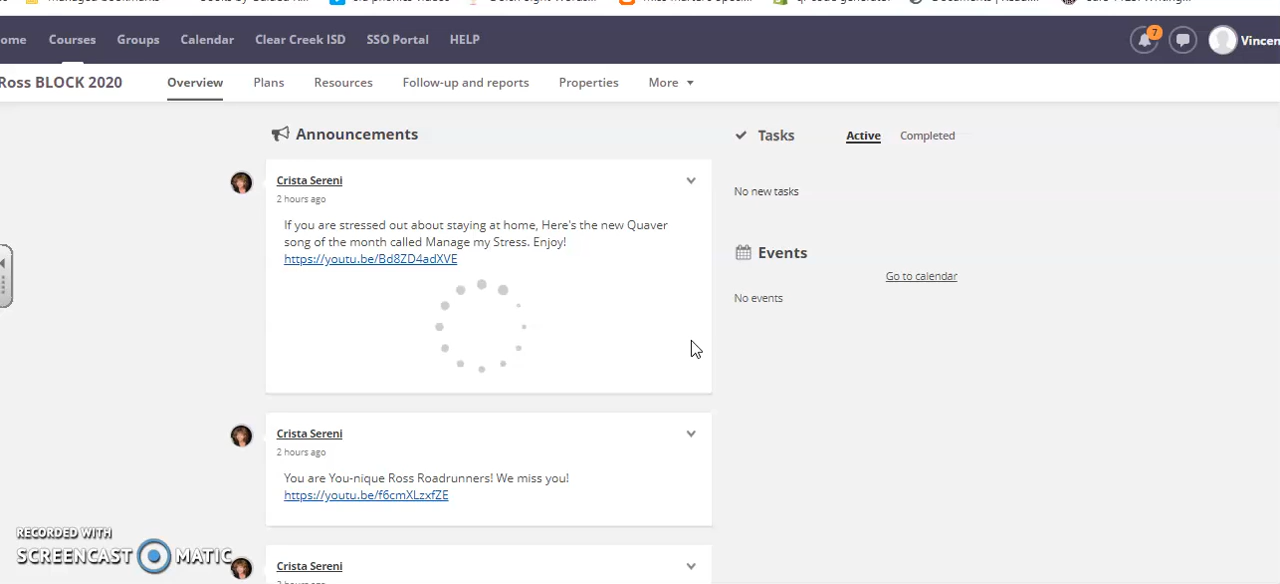 ome Courses Groups Calendar Clear Creek ISD SSO Portal HELP 7 Vincen
Ross BLOCK 2020 Overview Plans Resources Follow-up and reports Properties More
Announcements
Tasks Active Completed
Crista Sereni
2 hours ago
No new tasks
If you are stressed out about staying at home, Here's the new Quaver
song of the month called Manage my Stress. Enjoy!
https://youtu.be/Bd8ZD4adXVE
Events
Go to calendar
No events
Crista Sereni
2 hours ago
You are You-nique Ross Roadrunners! We miss you!
https://youtu.be/f6cmXLzxfZE
RECORDED WITH
SCREENCAST MATIC
Crista Sereni
2 hours ago